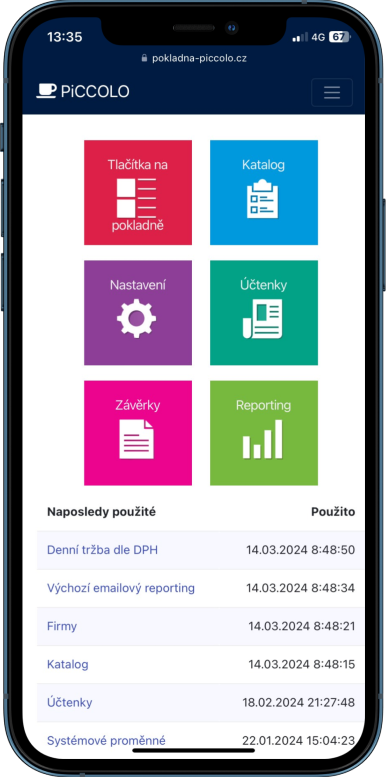 13:35
4G 67
pokladna-piccolo.cz
PiCCOLO
Tlačítka na
pokladně
Katalog
Nastavení
Účtenky
Závěrky
Reporting
Naposledy použité Použito
Denní tržba dle DPH 14.03.2024 8:48:50
Výchozí emailový reporting 14.03.2024 8:48:34
Firmy 14.03.2024 8:48:21
Katalog 14.03.2024 8:48:15
Účtenky 18.02.2024 21:27:48
Systémové proměnné 22.01.2024 15:04:23